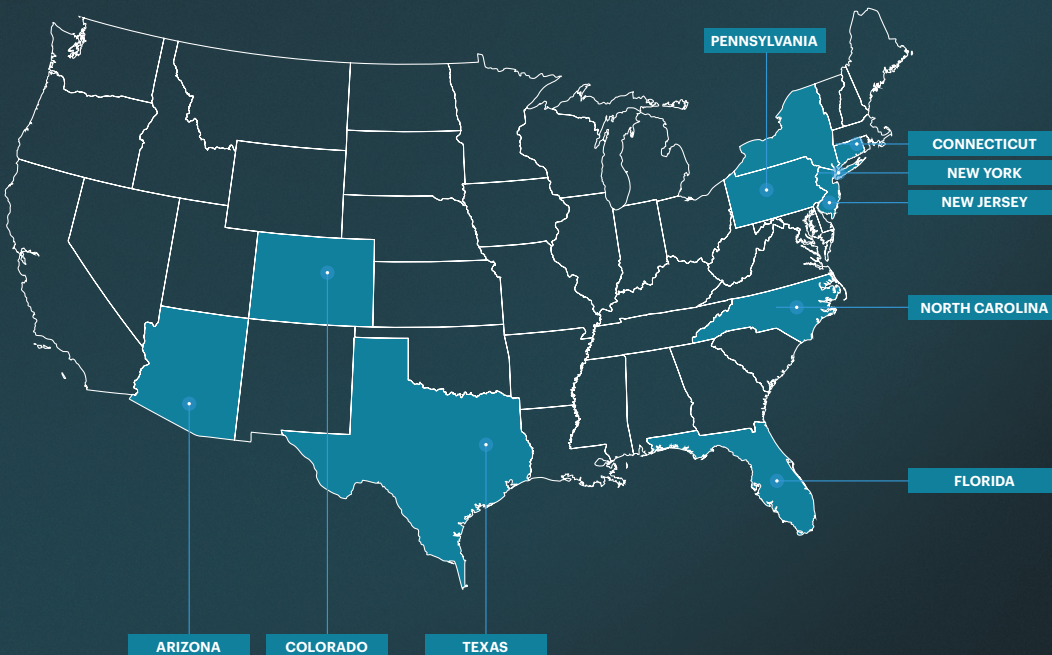 PENNSYLVANIA
CONNECTICUT
NEW YORK
NEW JERSEY
NORTH CAROLINA
FLORIDA
ARIZONA
COLORADO
TEXAS